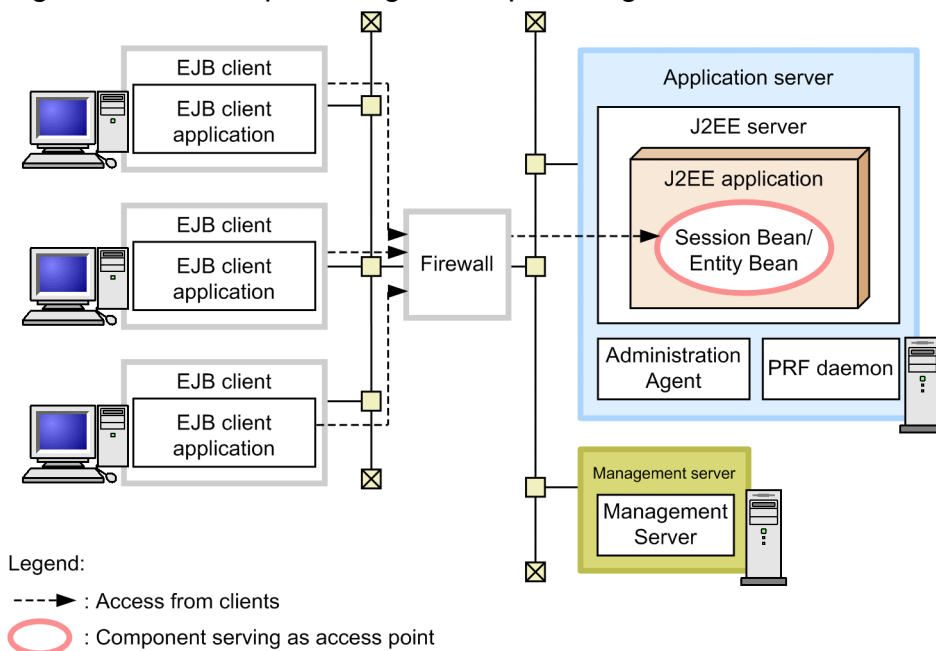 EJB client
EJB client
application
EJB client
EJB client
application
EJB client
EJB client
application
Firewall
Application server
J2EE server
J2EE application
Session Bean/
Entity Bean
Administration
Agent
PRF daemon
Management server
Management
Server
Legend:
: Access from clients
: Component serving as access point